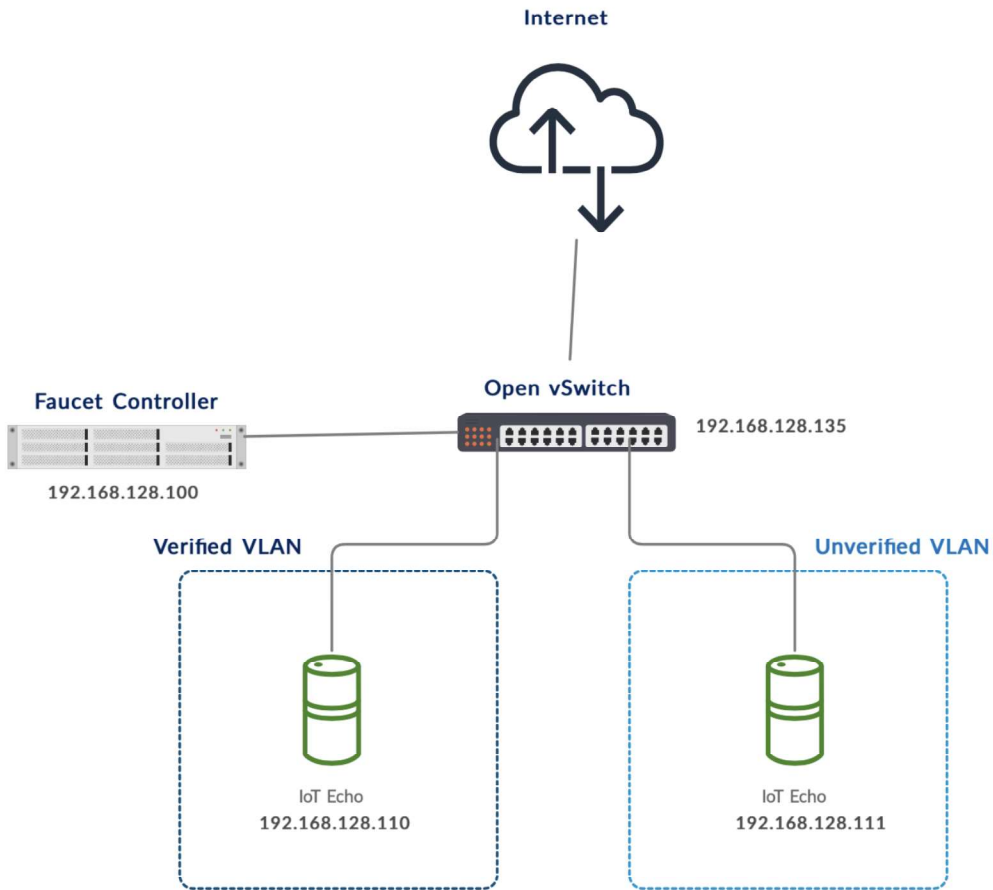 Internet
Open vSwitch
192.168.128.135
Faucet Controller
192.168.128.100
Verified VLAN
Unverified VLAN
IoT Echo
192.168.128.110
IoT Echo
192.168.128.111